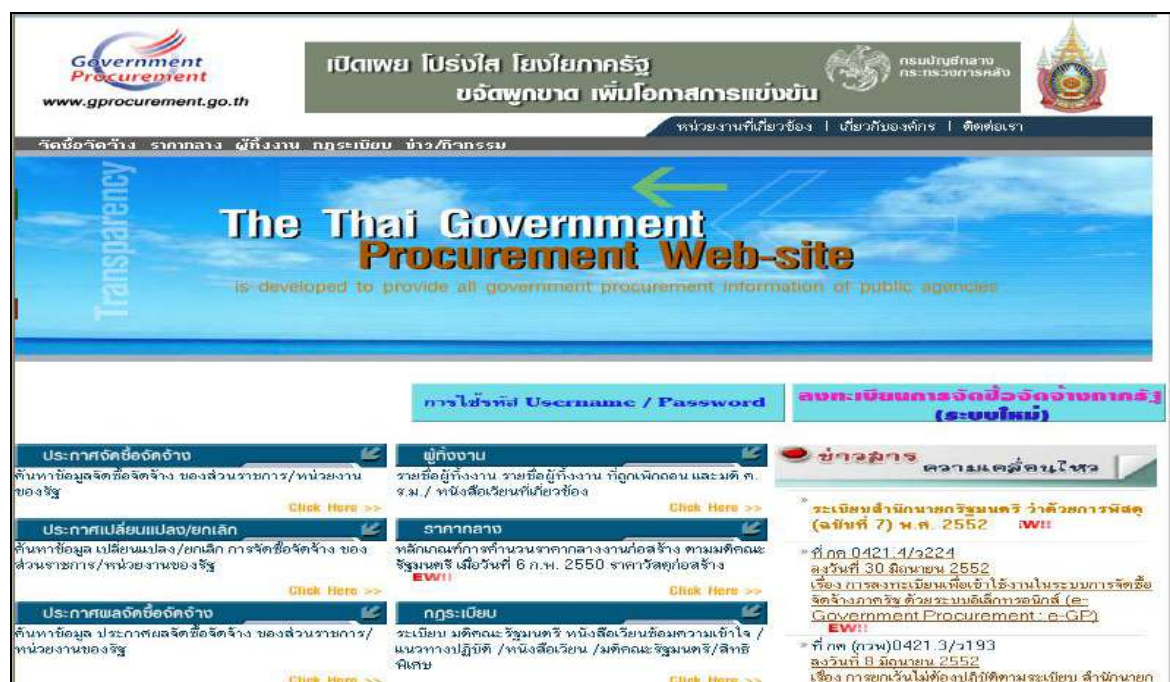 Government
Procurement
www.gprocurement.go.th
เปิดเผย โปร่งใส โยงใยภาครัฐ
ขจัดผูกขาด เพิ่มโอกาสการแข่งขัน
กรมบัญชีกลาง
กระทรวงการคลัง
หน่วยงานที่เกี่ยวข้อง | เกี่ยวกับองค์กร | ติดต่อเรา
จัดซื้อจัดจ้าง ราคากลาง ผู้ทิ้งงาน กฎระเบียบ ข่าว/กิจกรรม
Transparency
The Thai Government
Procurement Web-site
is developed to provide all government procurement information of public agencies
การใช้รหัส Username / Password
ลงทะเบียนการจัดซื้อจัดจ้างภาครัฐ
(ระบบใหม่)
ประกาศจัดซื้อจัดจ้าง
ค้นหาข้อมูลจัดซื้อจัดจ้าง ของส่วนราชการ/หน่วยงาน
ของรัฐ
Click Here >>
ประกาศเปลี่ยนแปลง/ยกเลิก
ค้นหาข้อมูล เปลี่ยนแปลง/ยกเลิก การจัดซื้อจัดจ้าง ของ
ส่วนราชการ/หน่วยงานของรัฐ
Click Here >>
ประกาศผลจัดซื้อจัดจ้าง
ค้นหาข้อมูล ประกาศผลจัดซื้อจัดจ้าง ของส่วนราชการ/
หน่วยงานของรัฐ
Click Here >>
ผู้ทิ้งงาน
รายชื่อผู้ทิ้งงาน รายชื่อผู้ทิ้งงาน ที่ถูกเพิกถอน และมติ ค.
ร.ม./ หนังสือเวียนที่เกี่ยวข้อง
Click Here >>
ราคากลาง
หลักเกณฑ์การคำนวณราคากลางงานก่อสร้าง ตามมติคณะ
รัฐมนตรี เมื่อวันที่ 6 ก.พ. 2550 ราคาวัสดุก่อสร้าง
EW!!
Click Here >>
กฎระเบียบ
ระเบียบ มติคณะรัฐมนตรี หนังสือเวียนซ้อมความเข้าใจ /
แนวทางปฏิบัติ /หนังสือเวียน /มติคณะรัฐมนตรี/สิทธิ
พิเศษ
Click Here >>
ข่าวสาร
ความเคลื่อนไหว
ระเบียบสำนักนายกรัฐมนตรี ว่าด้วยการพัสดุ
(ฉบับที่ 7) พ.ศ. 2552 W!!
ที่ กค 0421.4/ว224
ลงวันที่ 30 มิถุนายน 2552
เรื่อง การลงทะเบียนเพื่อเข้าใช้งานในระบบการจัดซื้อ
จัดจ้างภาครัฐ ด้วยระบบอิเล็กทรอนิกส์ (e-
Government Procurement : e-GP)
EW!!
ที่ กค (กวพ)0421.3/ว193
ลงวันที่ 8 มิถุนายน 2552
เรื่อง การยกเว้นไม่ต้องปฏิบัติตามระเบียบ สำนักนายก